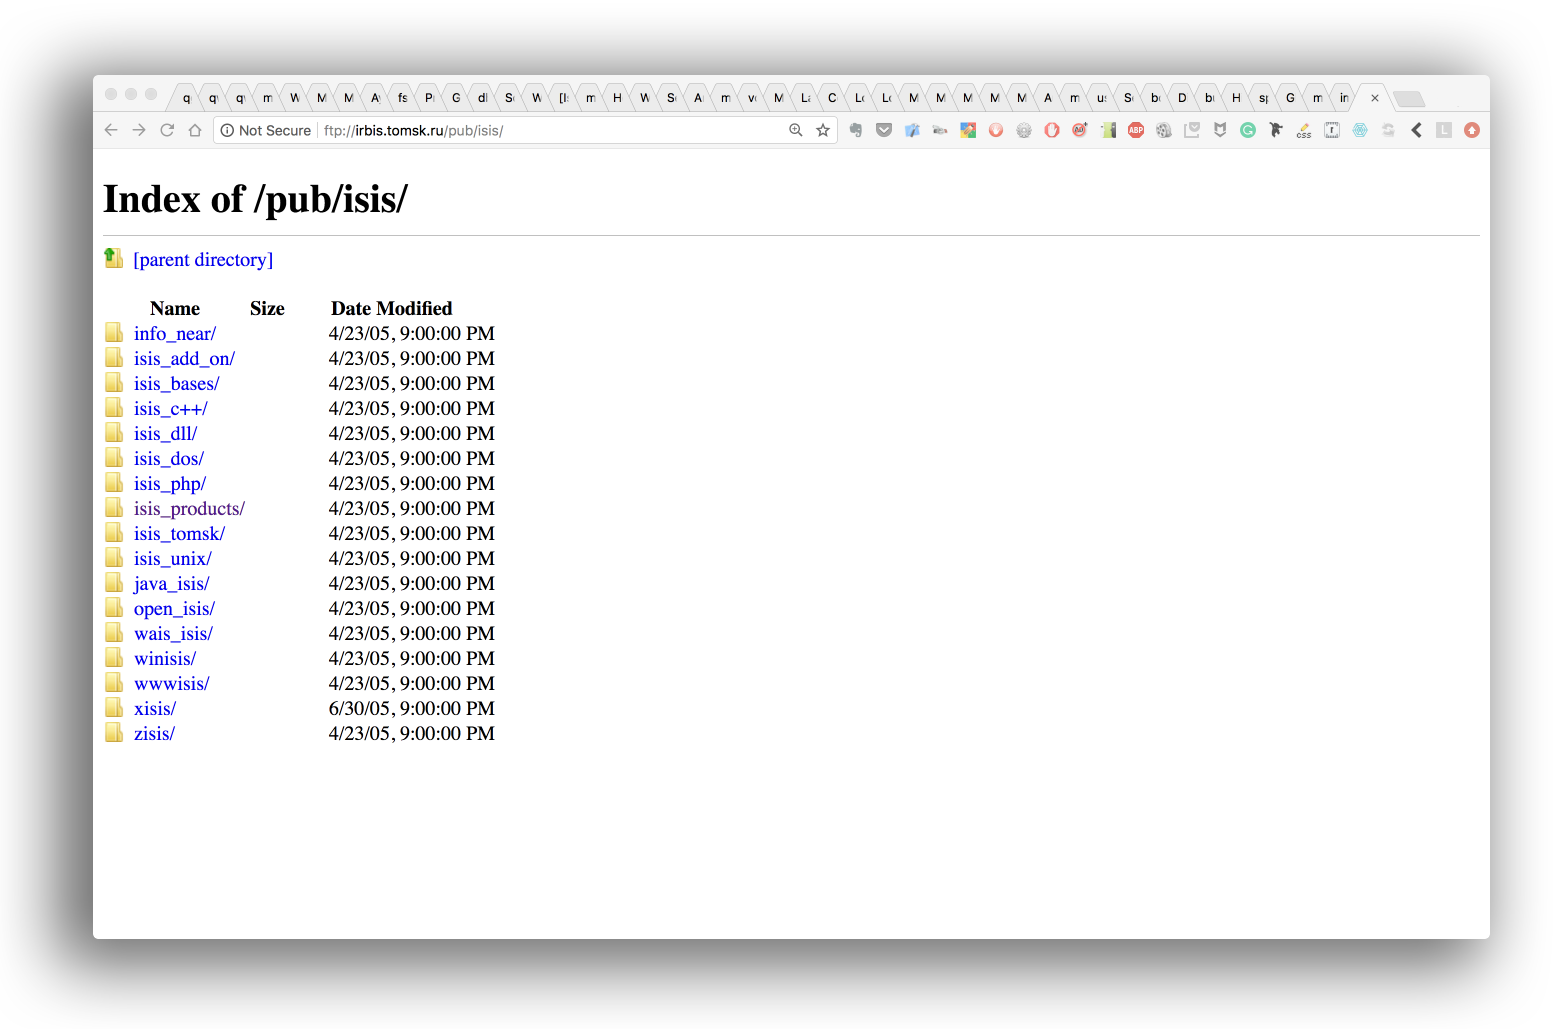 q q q m W M M A fs P G dl S W [I m H W S A m v M L C L L M M M M M A m u S b D b H s G m in
Not Secure ftp://irbis.tomsk.ru/pub/isis/
ABP css L
Index of /pub/isis/
[parent directory]
Name Size Date Modified
info_near/ 4/23/05, 9:00:00 PM
isis_add_on/ 4/23/05, 9:00:00 PM
isis_bases/ 4/23/05, 9:00:00 PM
isis_c++/ 4/23/05, 9:00:00 PM
isis_dll/ 4/23/05, 9:00:00 PM
isis_dos/ 4/23/05, 9:00:00 PM
isis_php/ 4/23/05, 9:00:00 PM
isis_products/ 4/23/05, 9:00:00 PM
isis_tomsk/ 4/23/05, 9:00:00 PM
isis_unix/ 4/23/05, 9:00:00 PM
java_isis/ 4/23/05, 9:00:00 PM
open_isis/ 4/23/05, 9:00:00 PM
wais_isis/ 4/23/05, 9:00:00 PM
winisis/ 4/23/05, 9:00:00 PM
wwwisis/ 4/23/05, 9:00:00 PM
xisis/ 6/30/05, 9:00:00 PM
zisis/ 4/23/05, 9:00:00 PM